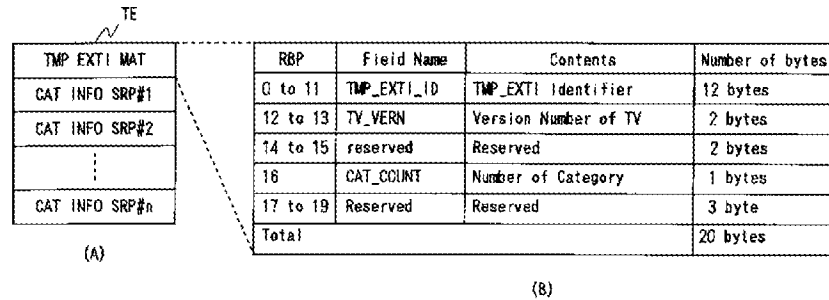 TE
TMP EXTI MAT
CAT INFO SRP#1
CAT INFO SRP#2
CAT INFO SRP#n
(A)
RBP Field Name Contents Number of bytes
0 to 11 TMP_EXTI_ID TMP_EXTI Identifier 12 bytes
12 to 13 TV_VERN Version Number of TV 2 bytes
14 to 15 reserved Reserved 2 bytes
16 CAT_COUNT Number of Category 1 bytes
17 to 19 Reserved Reserved 3 byte
Total 20 bytes
(B)